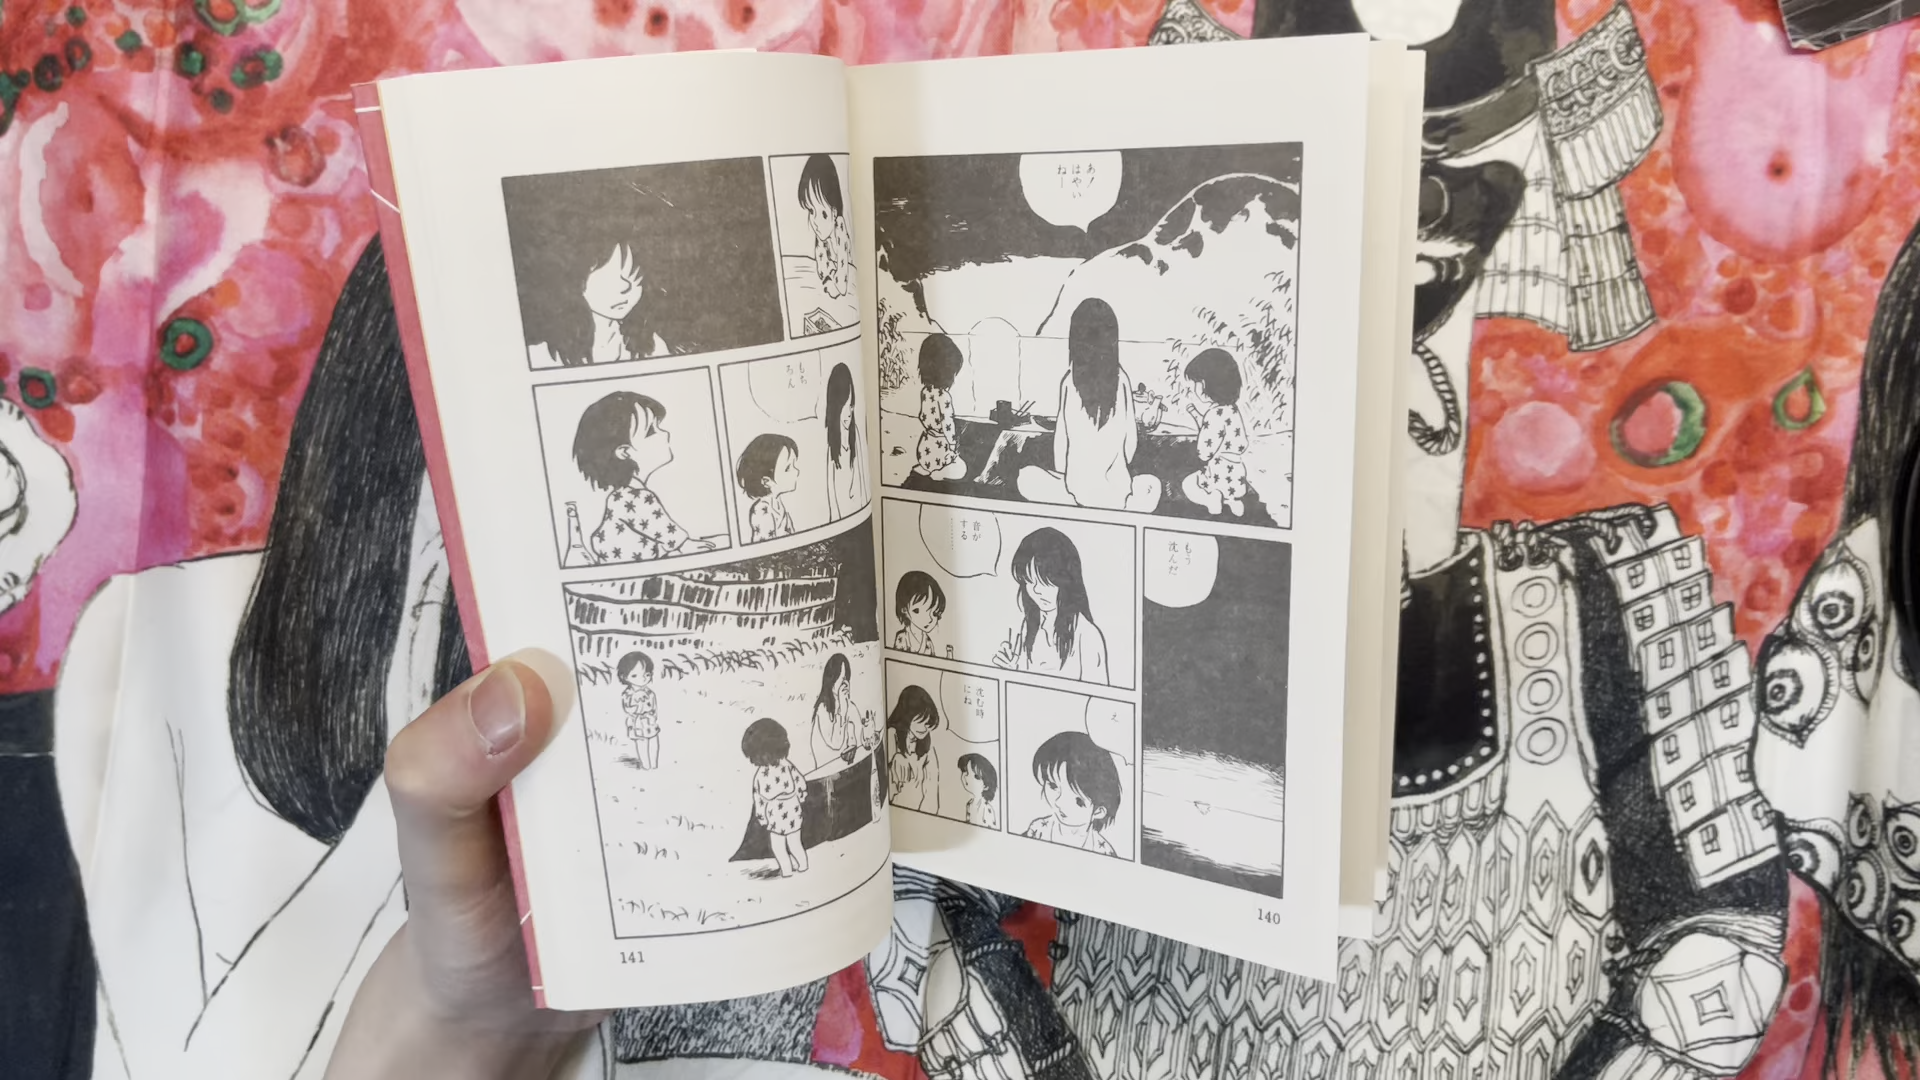 あ！
はやい
ねー
もう
沈んだ
音が
する
………
え
沈む時
にね
140
もち
ろん
141